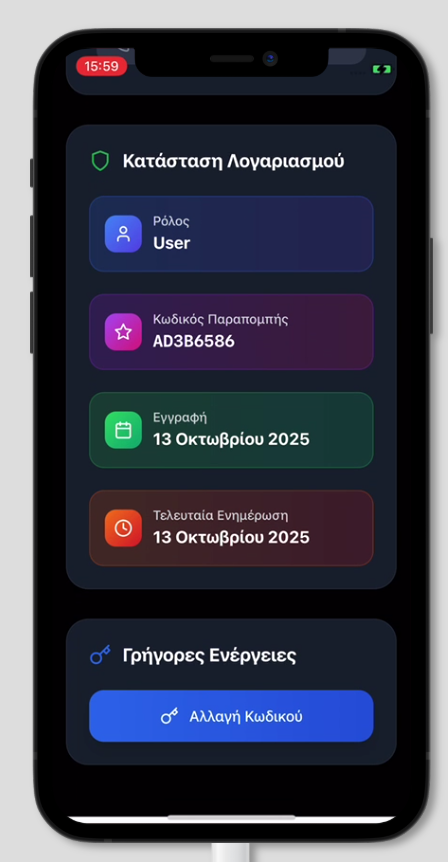 15:59
Κατάσταση Λογαριασμού
Ρόλος
User
Κωδικός Παραπομπής
AD3B6586
Εγγραφή
13 Οκτωβρίου 2025
Τελευταία Ενημέρωση
13 Οκτωβρίου 2025
Γρήγορες Ενέργειες
Αλλαγή Κωδικού